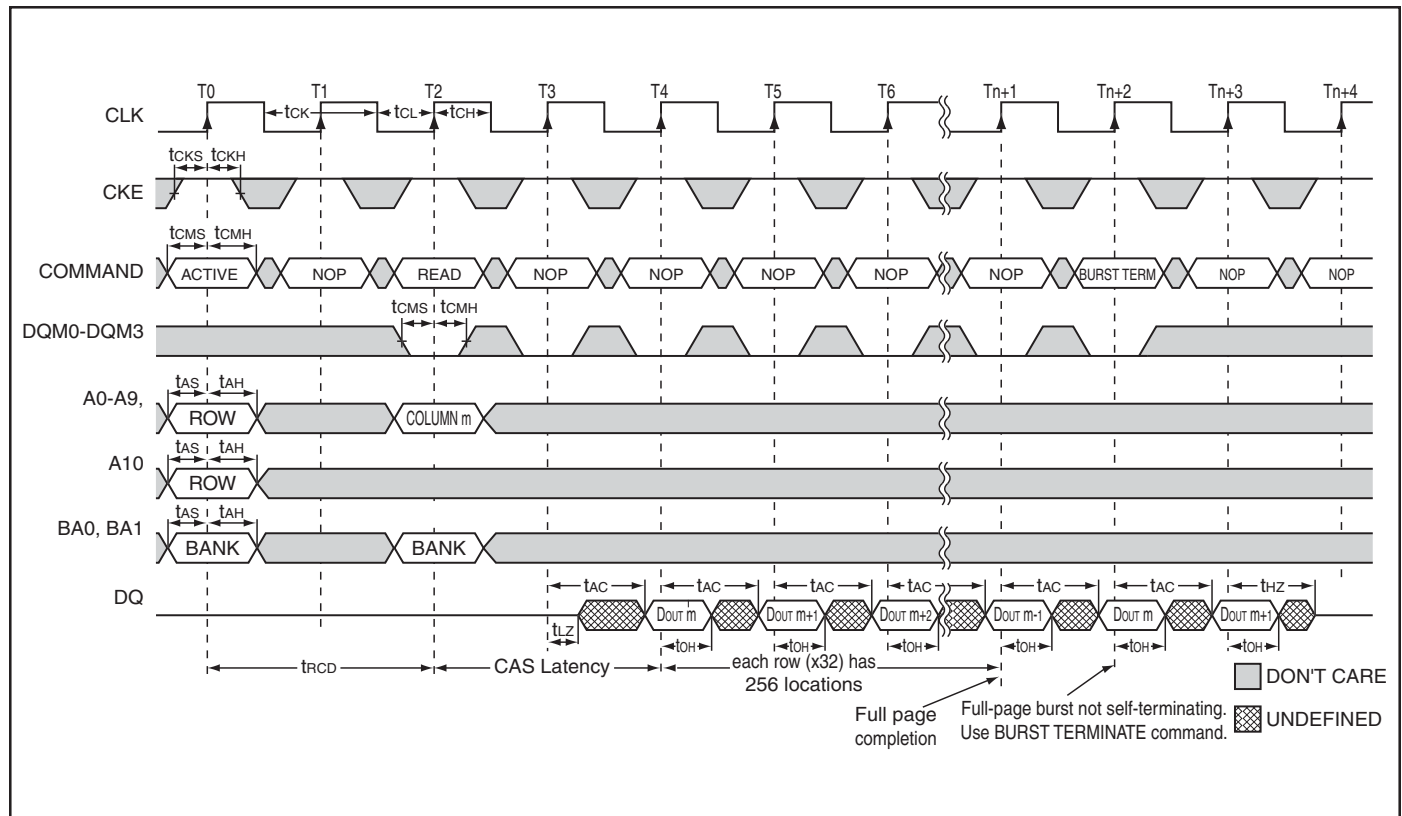 T0 T1 T2 T3 T4 T5 T6 Tn+1 Tn+2 Tn+3 Tn+4
CLK
tCK tCL tCH
tCKS tCKH
CKE
tCMS tCMH
COMMAND ACTIVE NOP READ NOP NOP NOP NOP NOP BURST TERM NOP NOP
tCMS tCMH
DQM0-DQM3
tAS tAH
A0-A9, ROW COLUMN m
tAS tAH
A10 ROW
tAS tAH
BA0, BA1 BANK BANK
tAC tAC tAC tAC tAC tAC tHZ
DQ DOUT m DOUT m+1 DOUT m+2 DOUT m-1 DOUT m DOUT m+1
tLZ tOH tOH tOH tOH tOH tOH
tRCD CAS Latency each row (x32) has
256 locations
DON'T CARE
UNDEFINED
Full page
completion
Full-page burst not self-terminating.
Use BURST TERMINATE command.